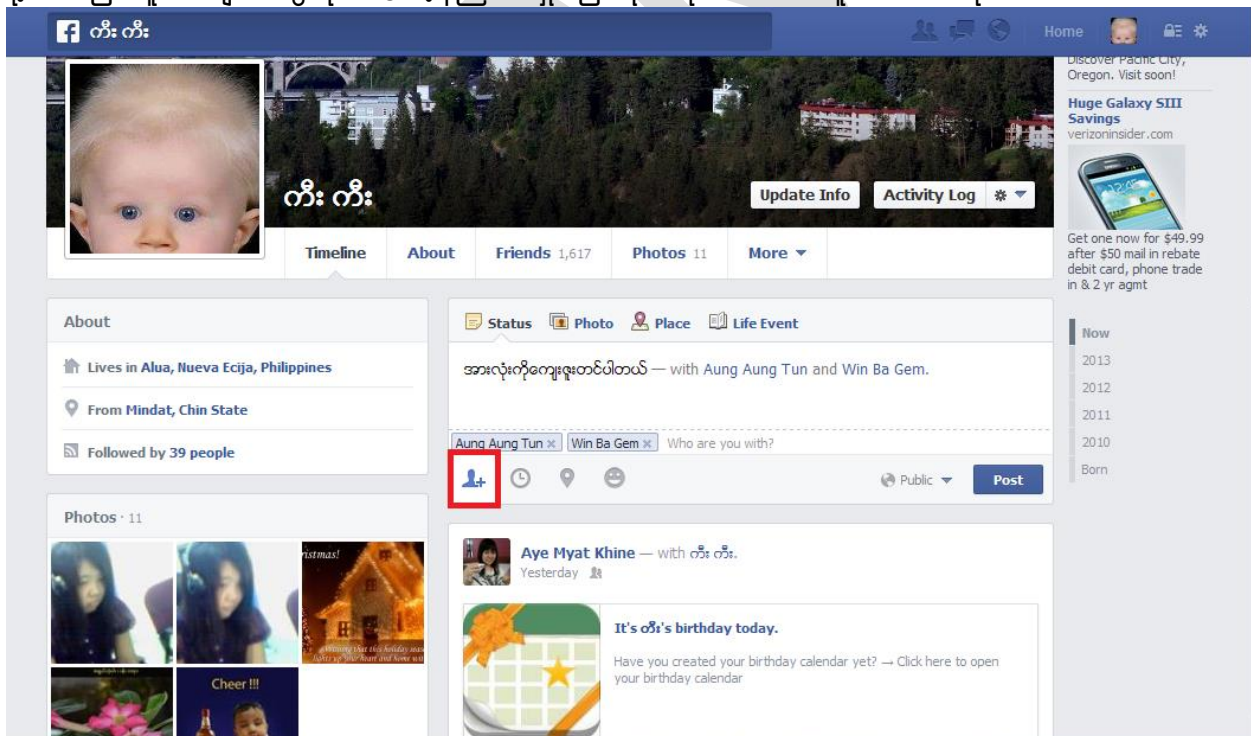 ကီး ကီး
Home
Discover Pacific City,
Oregon. Visit soon!
Huge Galaxy SIII
Savings
verizoninsider.com
Get one now for $49.99
after $50 mail in rebate
debit card, phone trade
in & 2 yr agmt
ကီး ကီး
Update Info
Activity Log
Timeline
About
Friends 1,617
Photos 11
More
Now
2013
2012
2011
2010
Born
About
Lives in Alua, Nueva Ecija, Philippines
From Mindat, Chin State
Followed by 39 people
Photos · 11
Cheer !!!
Status
Photo
Place
Life Event
အားလုံးကိုကျေးဇူးတင်ပါတယ် — with Aung Aung Tun and Win Ba Gem.
Aung Aung Tun × Win Ba Gem × Who are you with?
Public
Post
Aye Myat Khine — with ကီး ကီး.
Yesterday
It's ကီး's birthday today.
Have you created your birthday calendar yet? → Click here to open
your birthday calendar